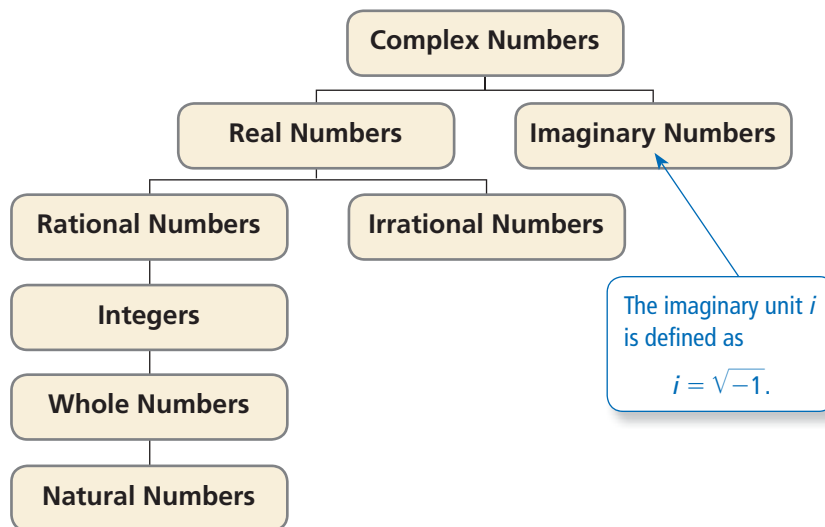 Complex Numbers
Real Numbers
Imaginary Numbers
Rational Numbers
Irrational Numbers
The imaginary unit i
is defined as
i = √−1.
Integers
Whole Numbers
Natural Numbers